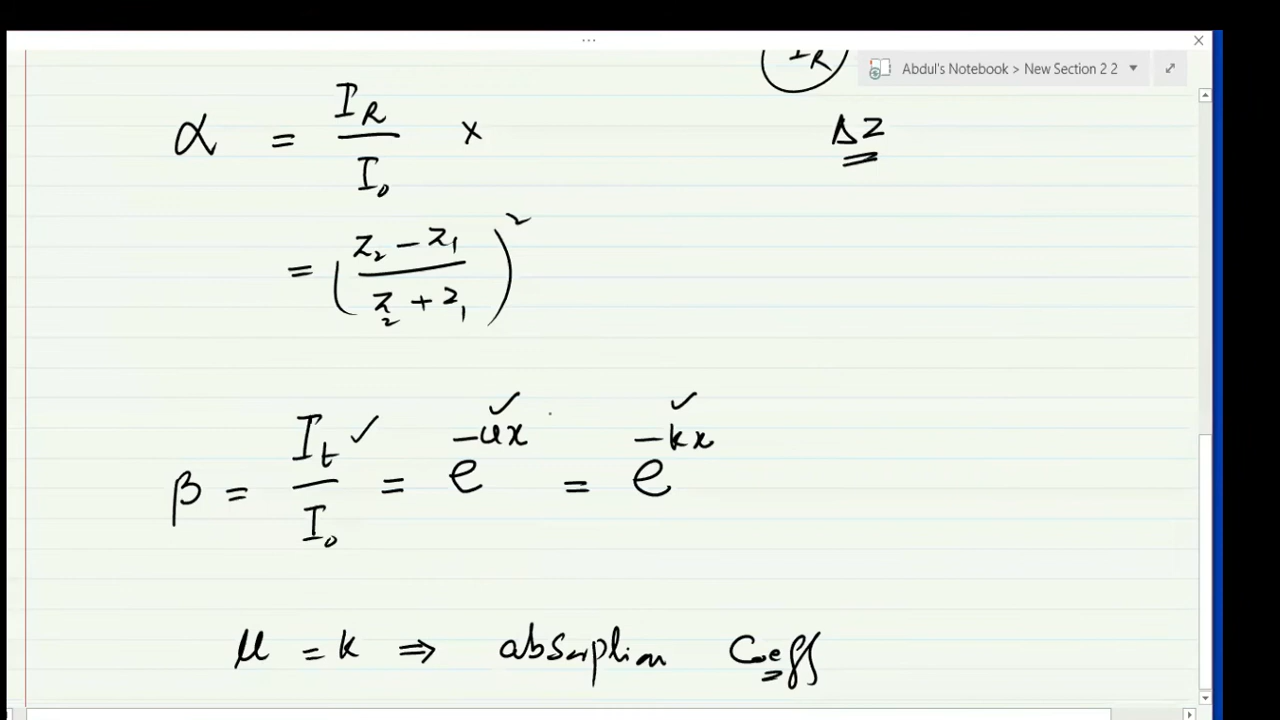 ...
I_R
Abdul's Notebook > New Section 2 2
α = I_R / I_0 ×
ΔZ
= ( (Z_2 − Z_1) / (Z_2 + Z_1) )^2
β = I_t / I_0 ✓ = e^(−μx) ✓ = e^(−kx) ✓
μ = k ⇒ absorption Coeff